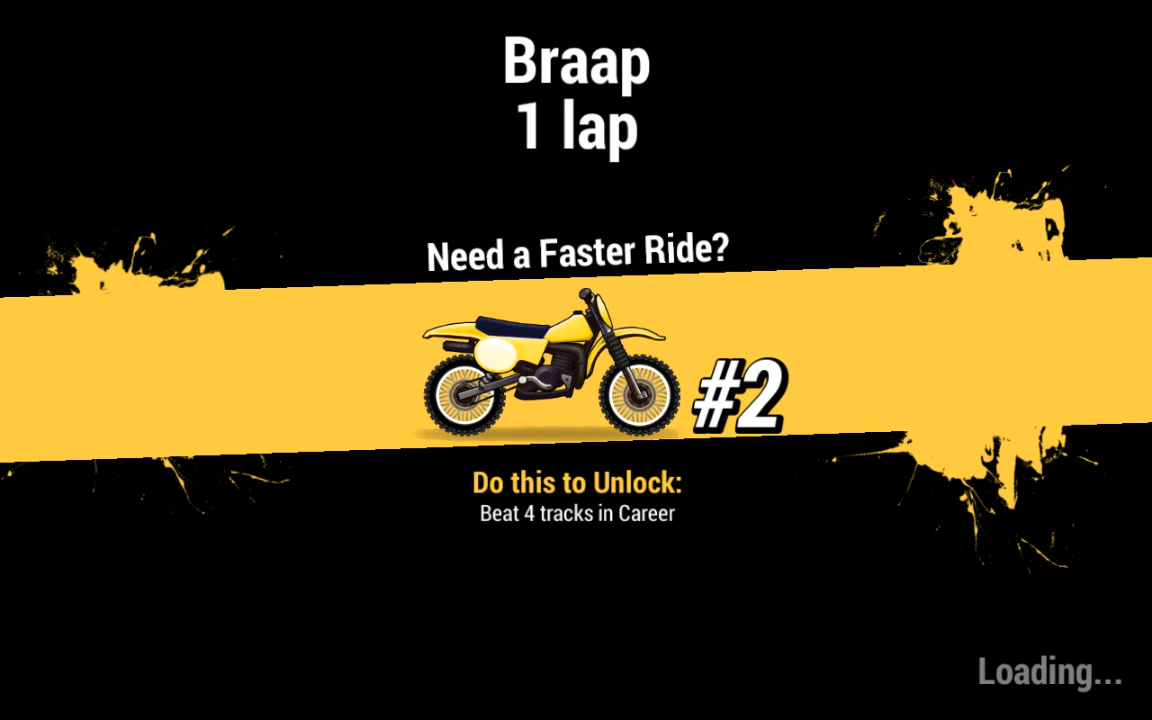 Braap
1 lap
Need a Faster Ride?
#2
Do this to Unlock:
Beat 4 tracks in Career
Loading...